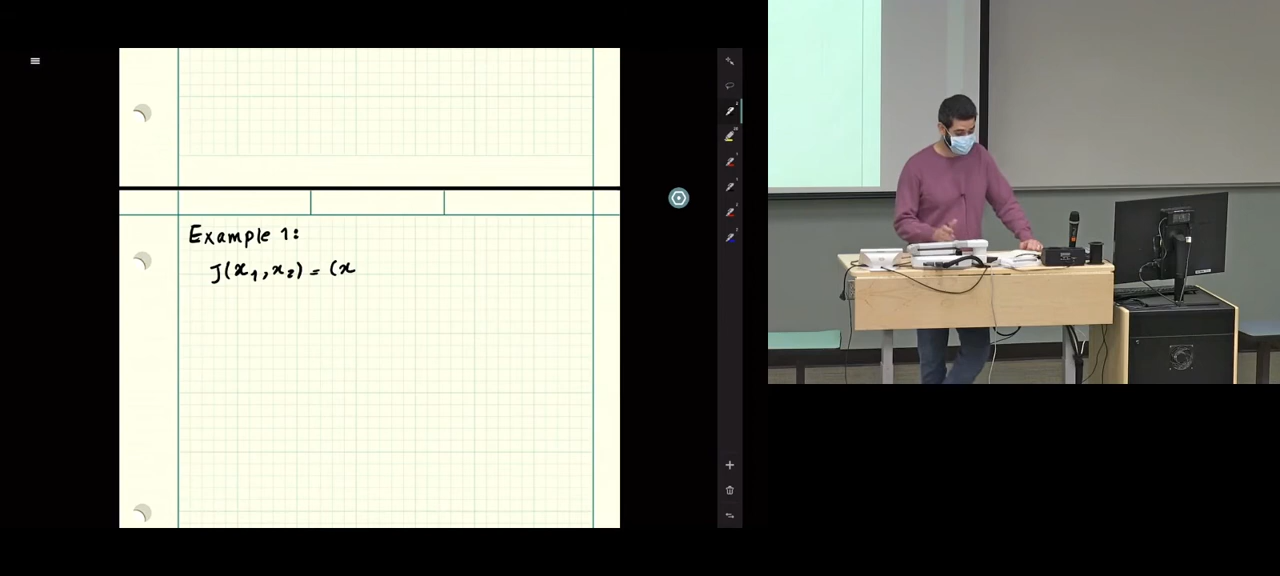 Example 1:
J(x₁, x₂) = (x